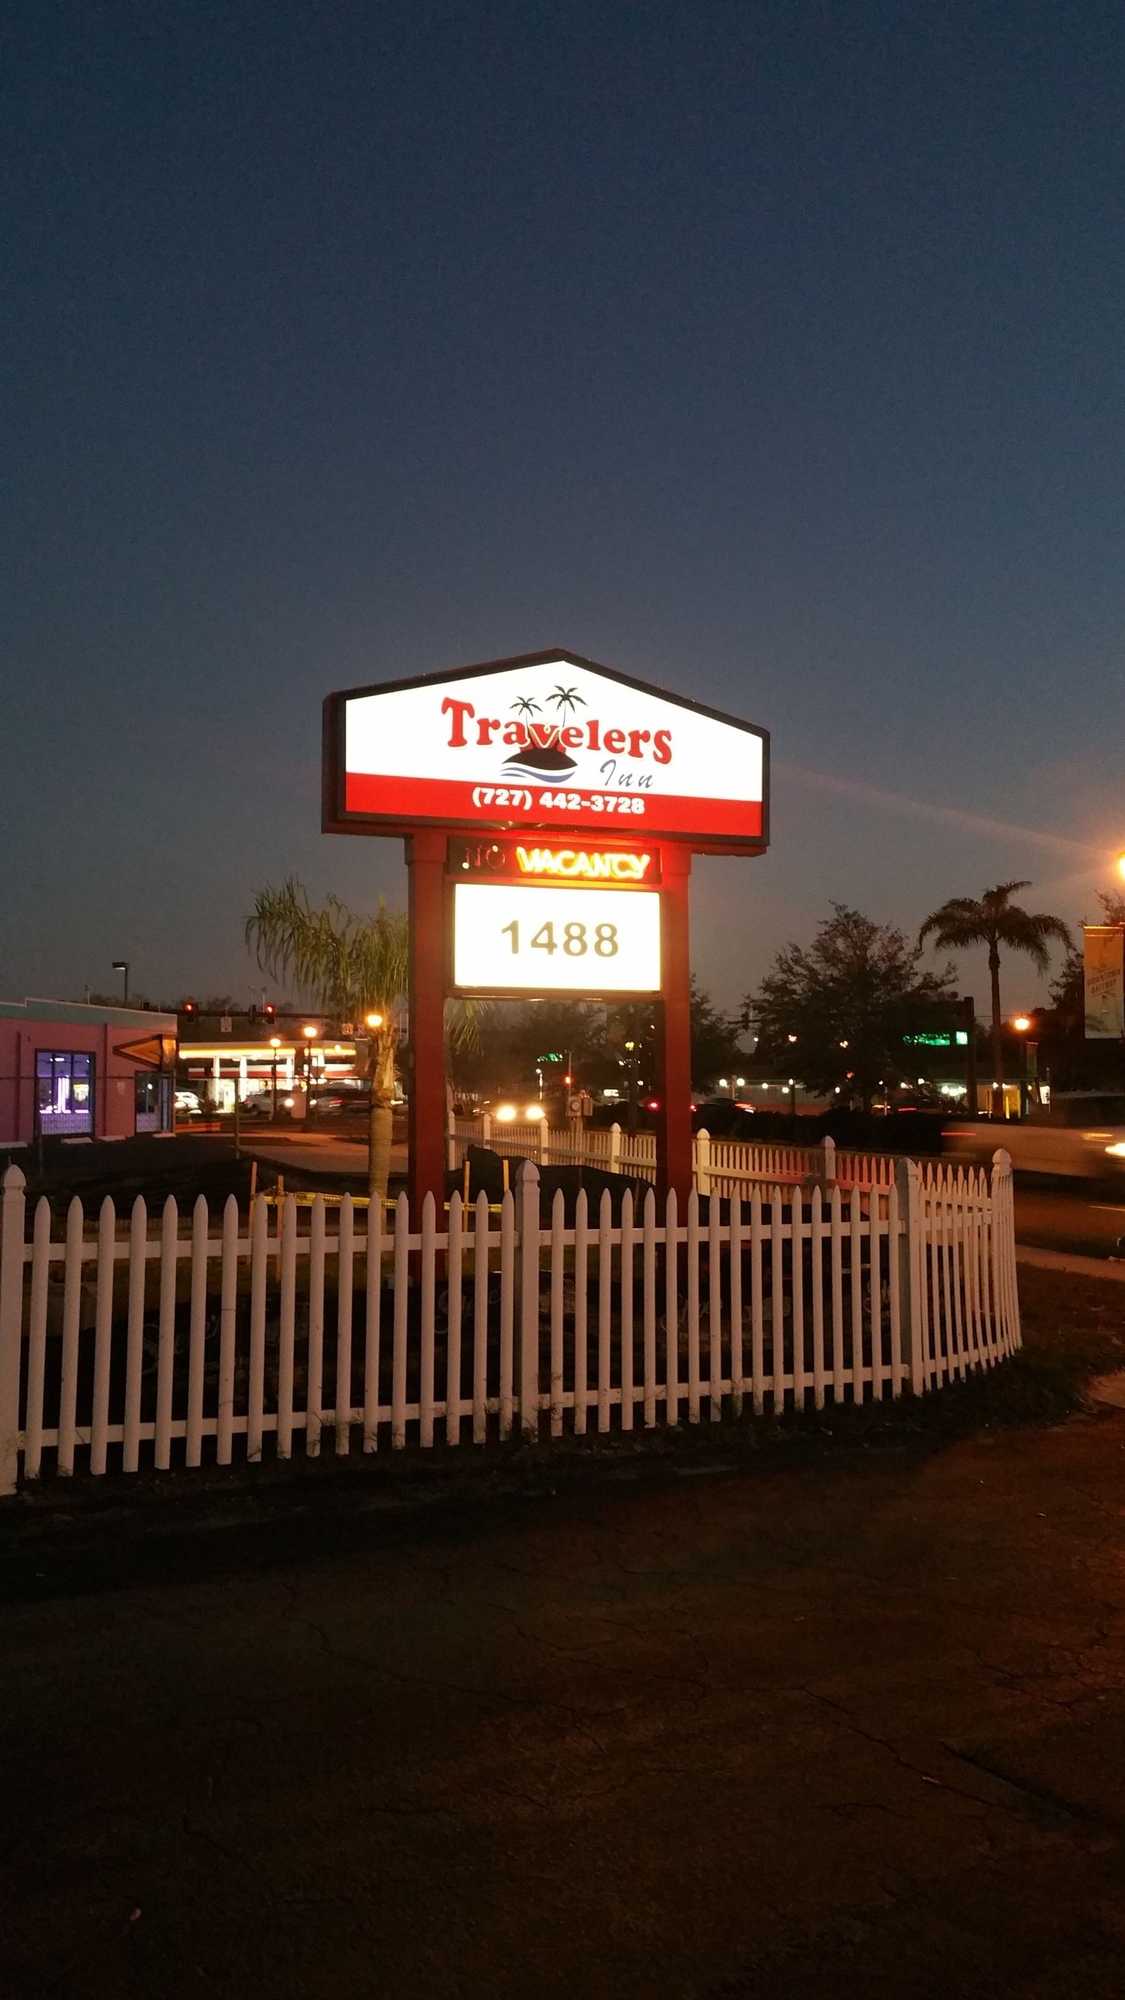 Travelers
Inn
(727) 442-3728
NO VACANCY
1488